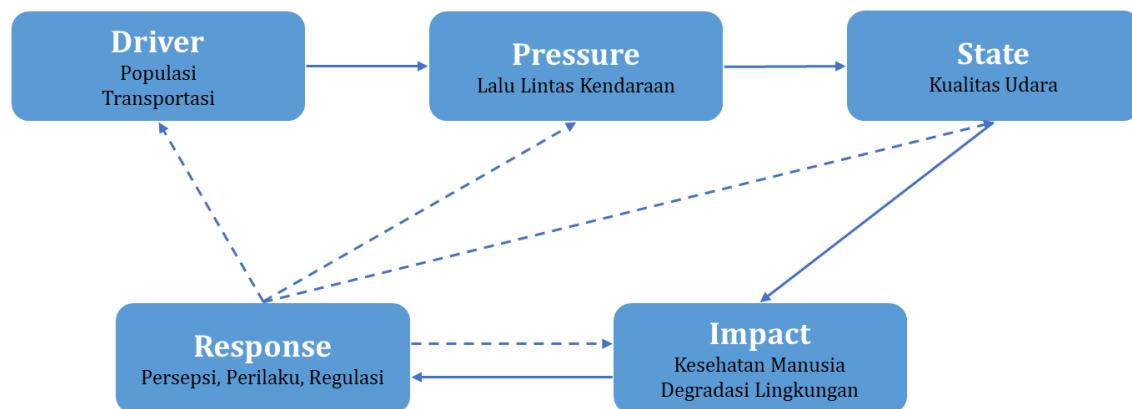 Driver
Populasi
Transportasi
Pressure
Lalu Lintas Kendaraan
State
Kualitas Udara
Response
Persepsi, Perilaku, Regulasi
Impact
Kesehatan Manusia
Degradasi Lingkungan